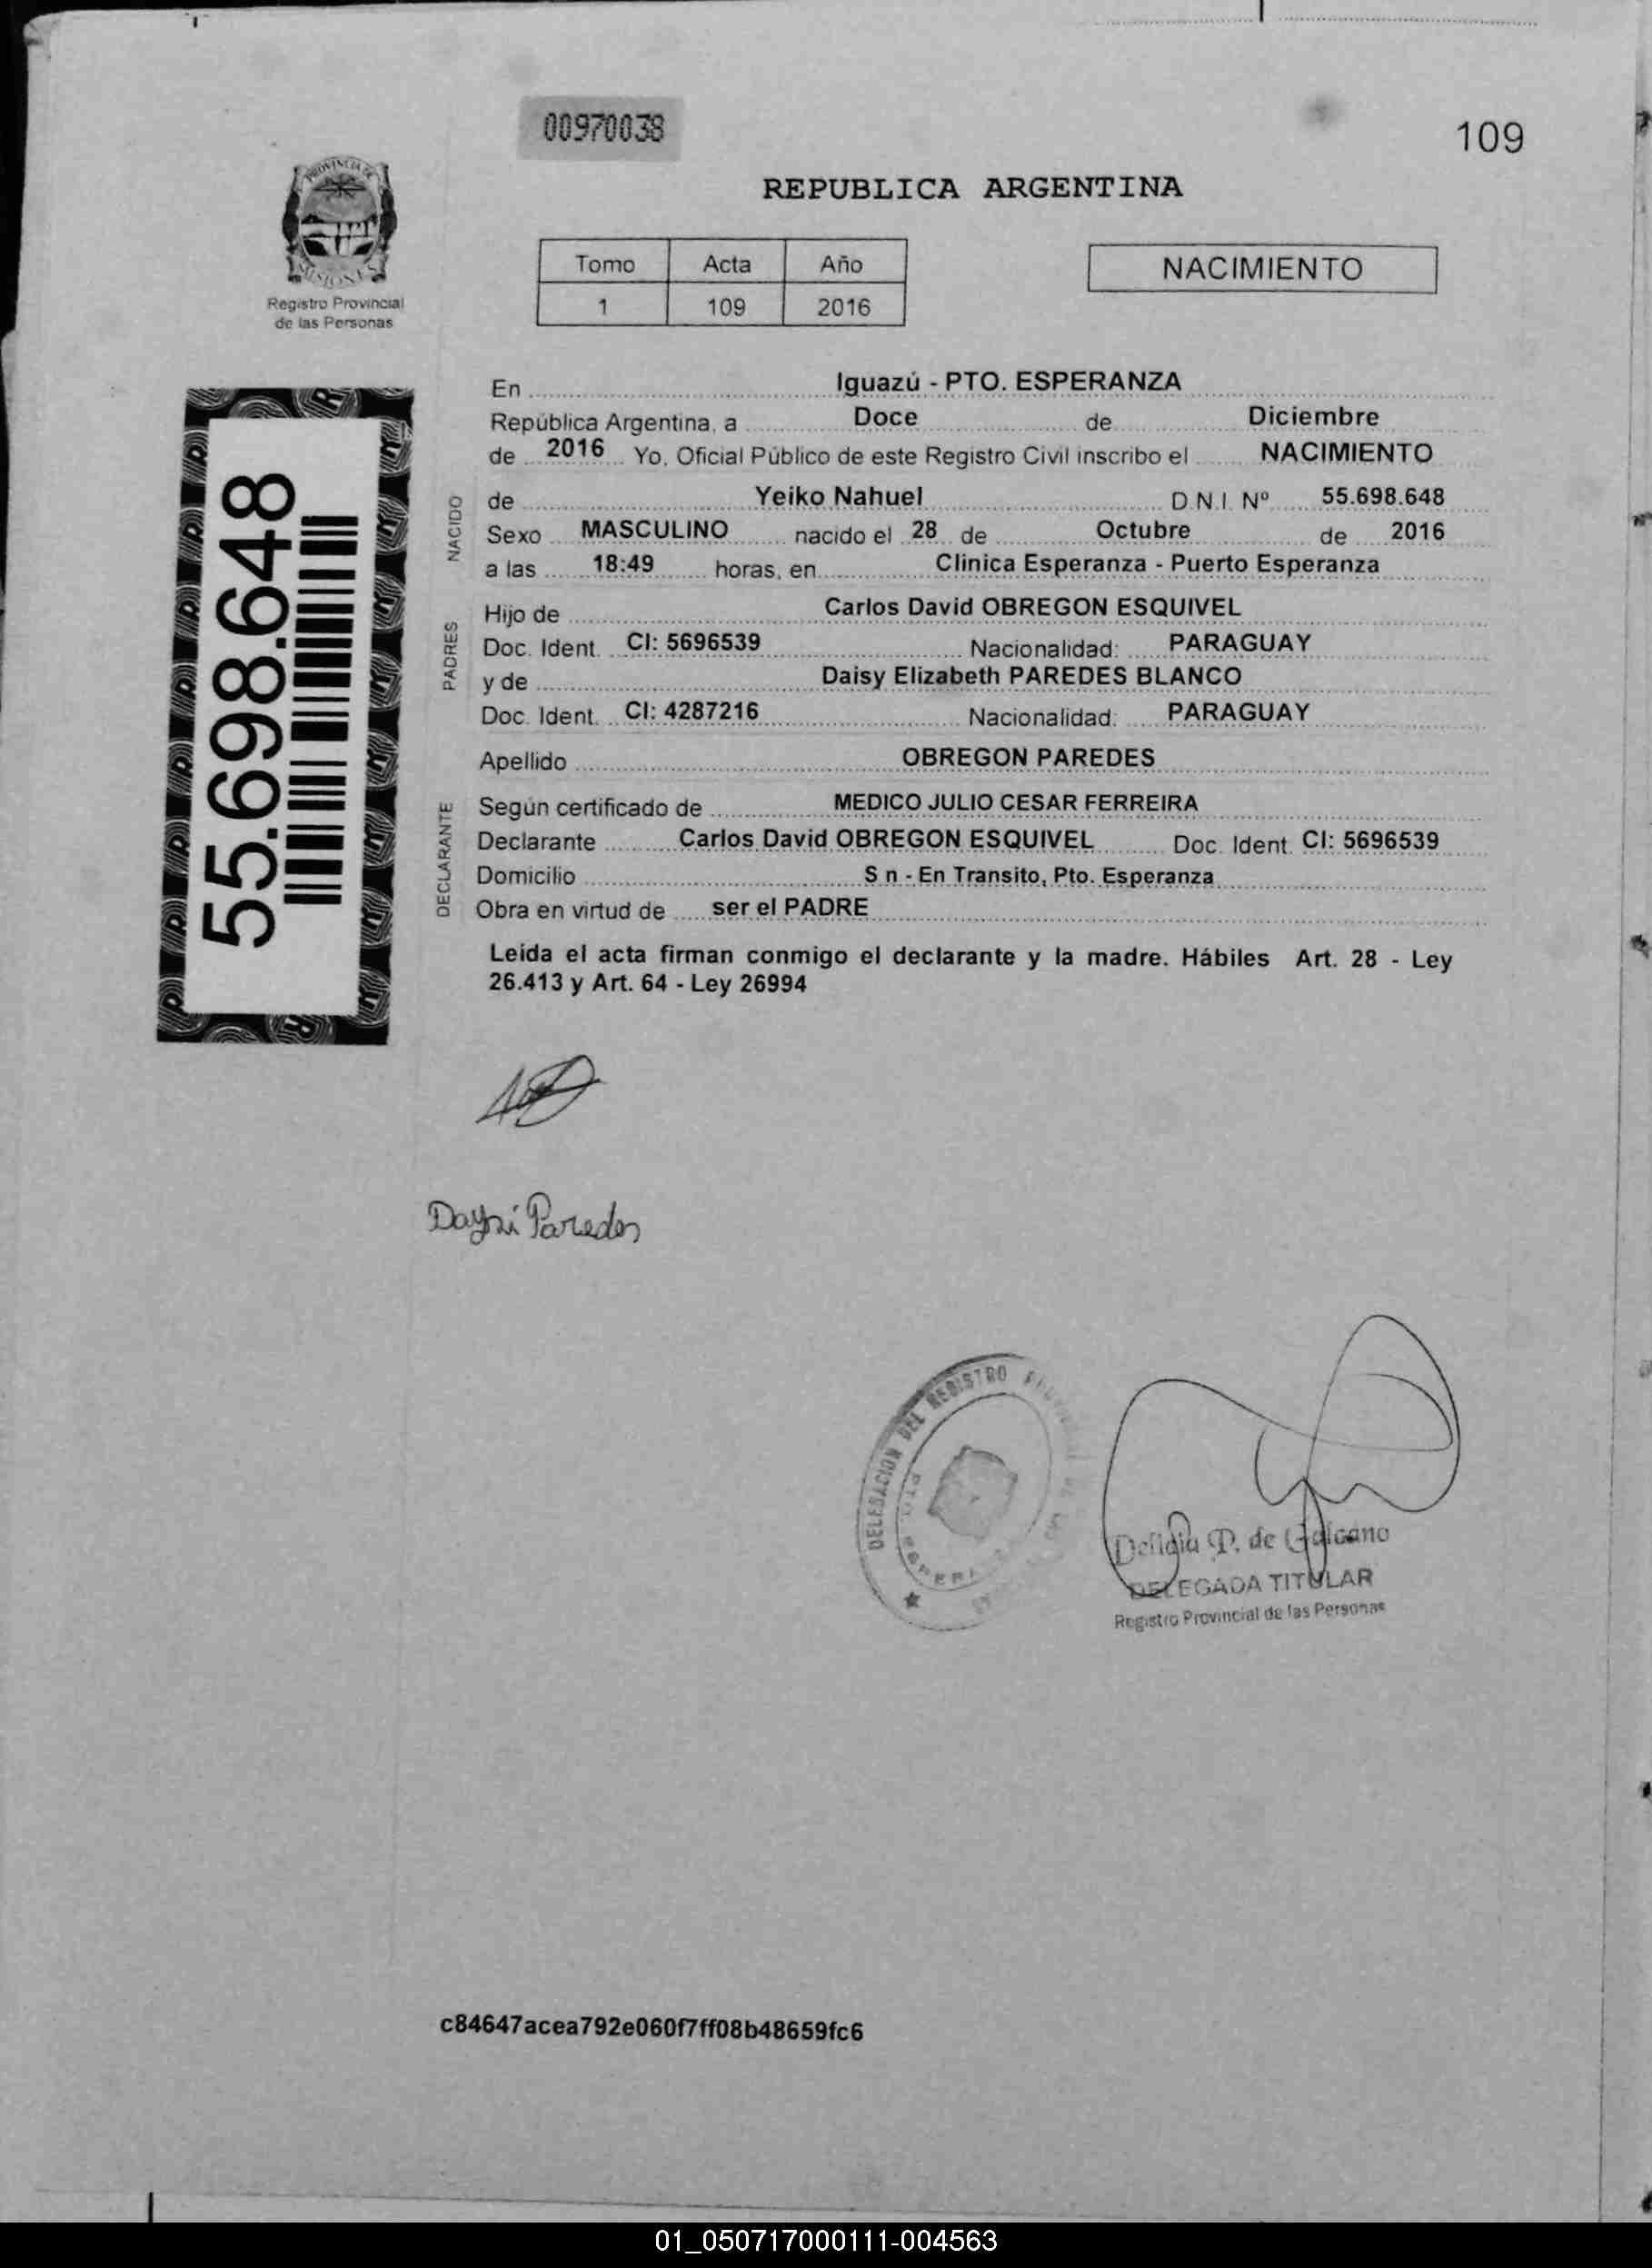 00970038
109
PROVINCIA DE
MISIONES
Registro Provincial
de las Personas
REPUBLICA ARGENTINA
Tomo Acta Año
1 109 2016
NACIMIENTO
55.698.648
En Iguazú - PTO. ESPERANZA
República Argentina, a Doce de Diciembre
de 2016 Yo, Oficial Público de este Registro Civil inscribo el NACIMIENTO
NACIDO
de Yeiko Nahuel D.N.I. Nº 55.698.648
Sexo MASCULINO nacido el 28 de Octubre de 2016
a las 18:49 horas, en Clinica Esperanza - Puerto Esperanza
PADRES
Hijo de Carlos David OBREGON ESQUIVEL
Doc. Ident. CI: 5696539 Nacionalidad: PARAGUAY
y de Daisy Elizabeth PAREDES BLANCO
Doc. Ident. CI: 4287216 Nacionalidad: PARAGUAY
Apellido OBREGON PAREDES
DECLARANTE
Según certificado de MEDICO JULIO CESAR FERREIRA
Declarante Carlos David OBREGON ESQUIVEL Doc. Ident. CI: 5696539
Domicilio S n - En Transito, Pto. Esperanza
Obra en virtud de ser el PADRE
Leída el acta firman conmigo el declarante y la madre. Hábiles Art. 28 - Ley
26.413 y Art. 64 - Ley 26994
Daysi Paredes
DELEGACION DEL REGISTRO
PTO.
de
DELEGADA TITULAR
Registro Provincial de las Personas
c84647acea792e060f7ff08b48659fc6
01_050717000111-004563